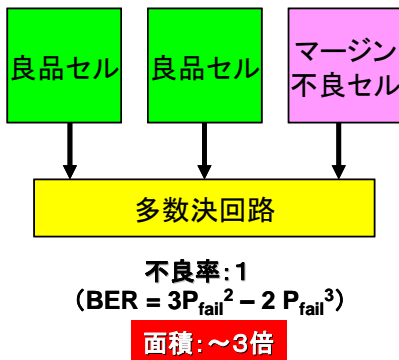 良品セル
良品セル
マージン
不良セル
多数決回路
不良率:1
(BER = 3Pfail² – 2 Pfail³)
面積:~3倍